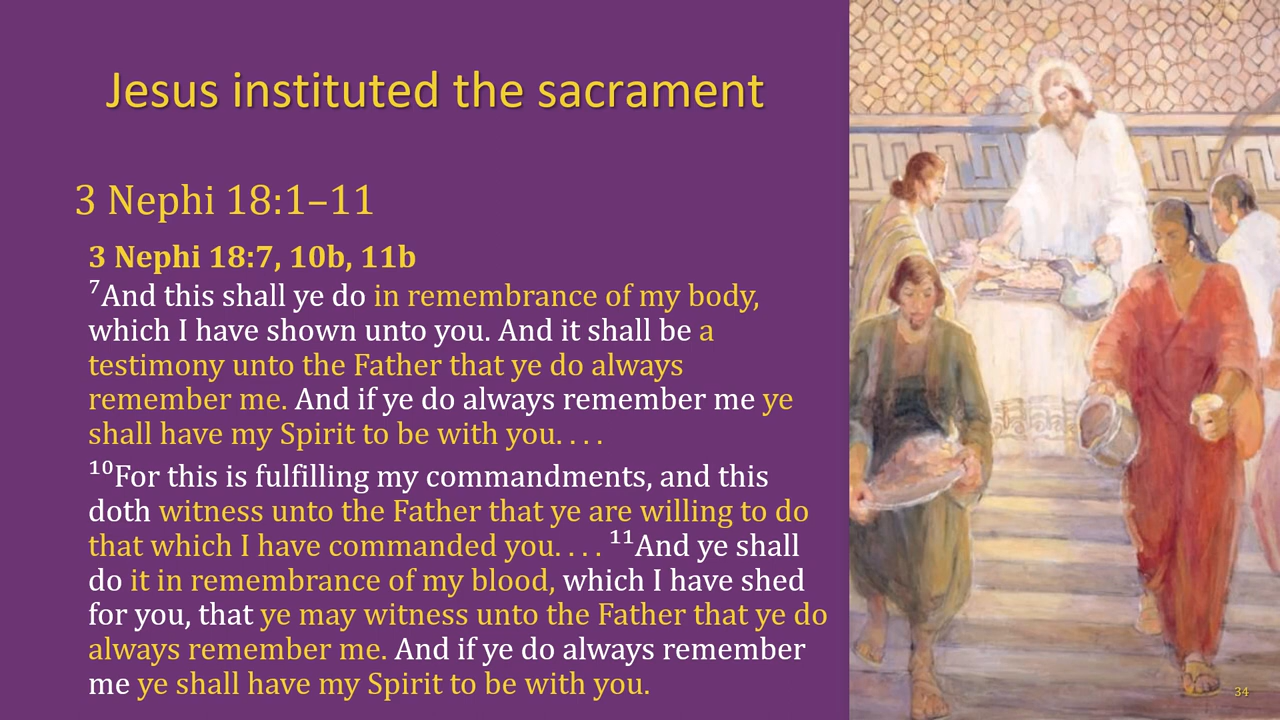 Jesus instituted the sacrament
3 Nephi 18:1–11
3 Nephi 18:7, 10b, 11b
⁷And this shall ye do in remembrance of my body,
which I have shown unto you. And it shall be a
testimony unto the Father that ye do always
remember me. And if ye do always remember me ye
shall have my Spirit to be with you. . . .
¹⁰For this is fulfilling my commandments, and this
doth witness unto the Father that ye are willing to do
that which I have commanded you. . . . ¹¹And ye shall
do it in remembrance of my blood, which I have shed
for you, that ye may witness unto the Father that ye do
always remember me. And if ye do always remember
me ye shall have my Spirit to be with you.
34